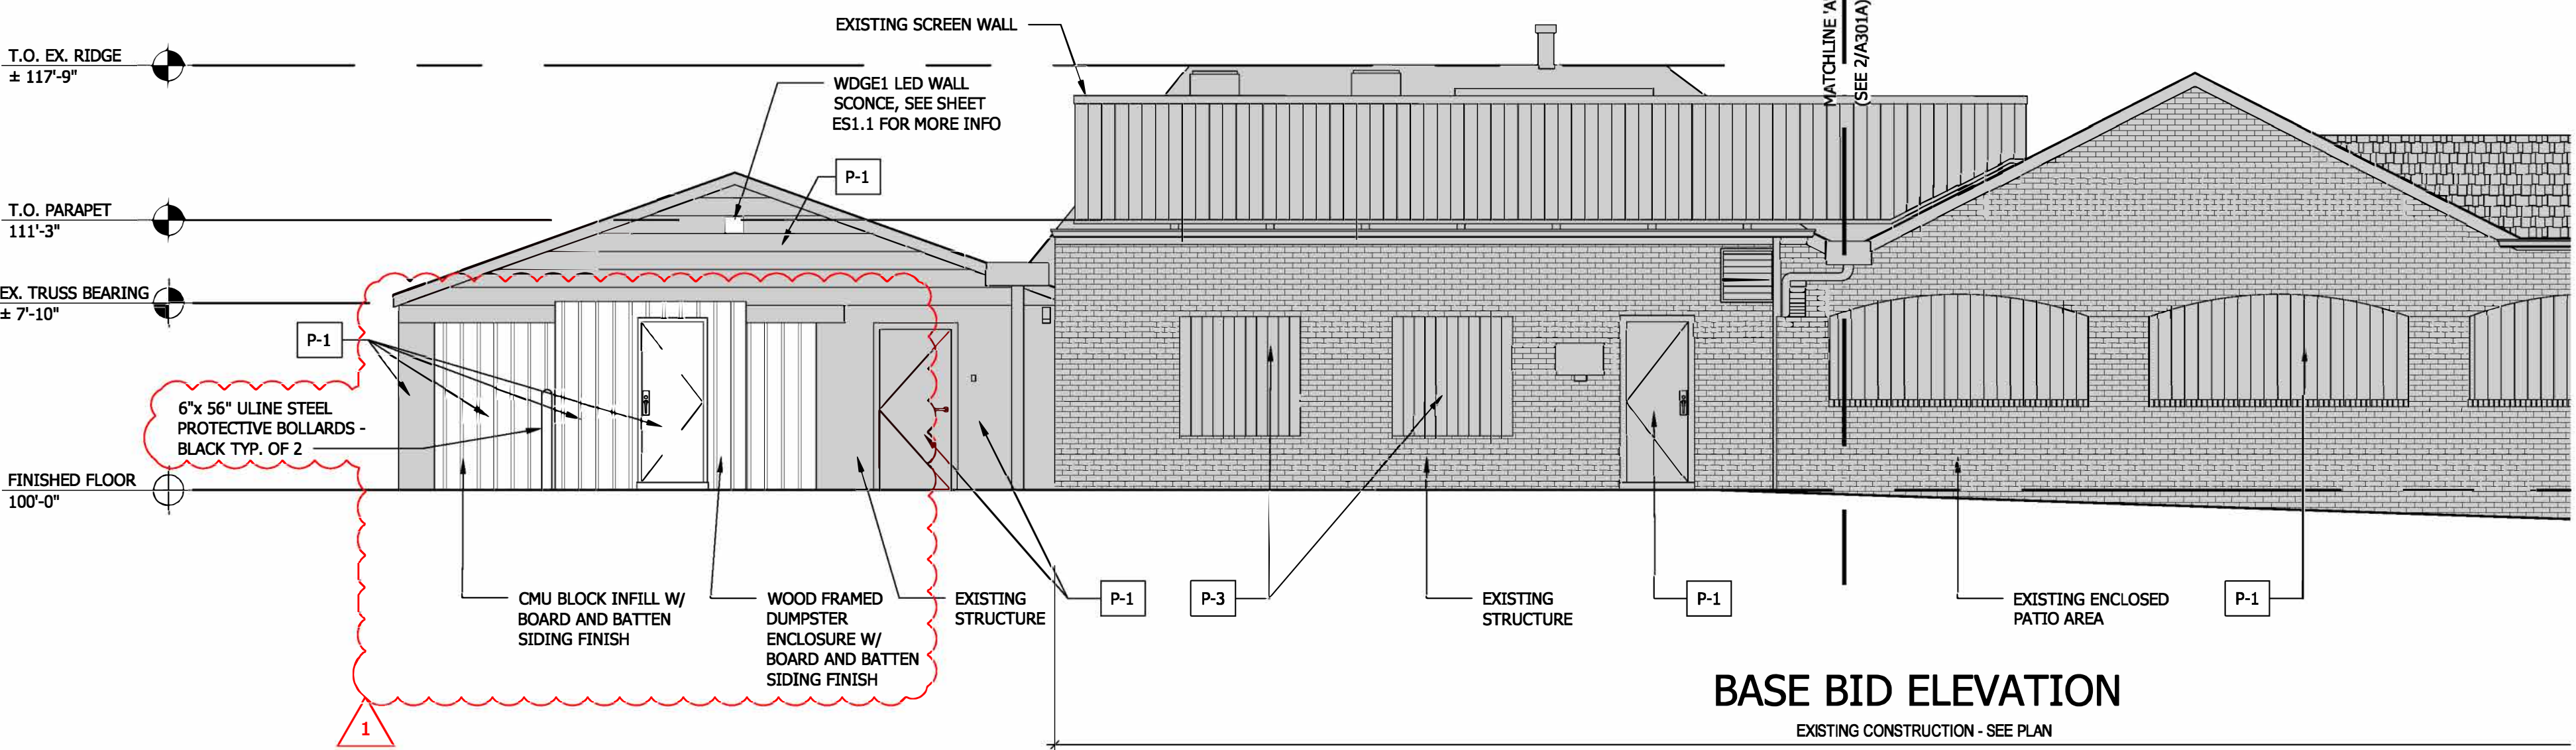 EXISTING SCREEN WALL
MATCHLINE 'A
(SEE 2/A301A)
T.O. EX. RIDGE
± 117'-9"
WDGE1 LED WALL
SCONCE, SEE SHEET
ES1.1 FOR MORE INFO
P-1
T.O. PARAPET
111'-3"
EX. TRUSS BEARING
± 7'-10"
P-1
6"x 56" ULINE STEEL
PROTECTIVE BOLLARDS -
BLACK TYP. OF 2
FINISHED FLOOR
100'-0"
CMU BLOCK INFILL W/
BOARD AND BATTEN
SIDING FINISH
WOOD FRAMED
DUMPSTER
ENCLOSURE W/
BOARD AND BATTEN
SIDING FINISH
EXISTING
STRUCTURE
P-1
P-3
EXISTING
STRUCTURE
P-1
EXISTING ENCLOSED
PATIO AREA
P-1
1
BASE BID ELEVATION
EXISTING CONSTRUCTION - SEE PLAN